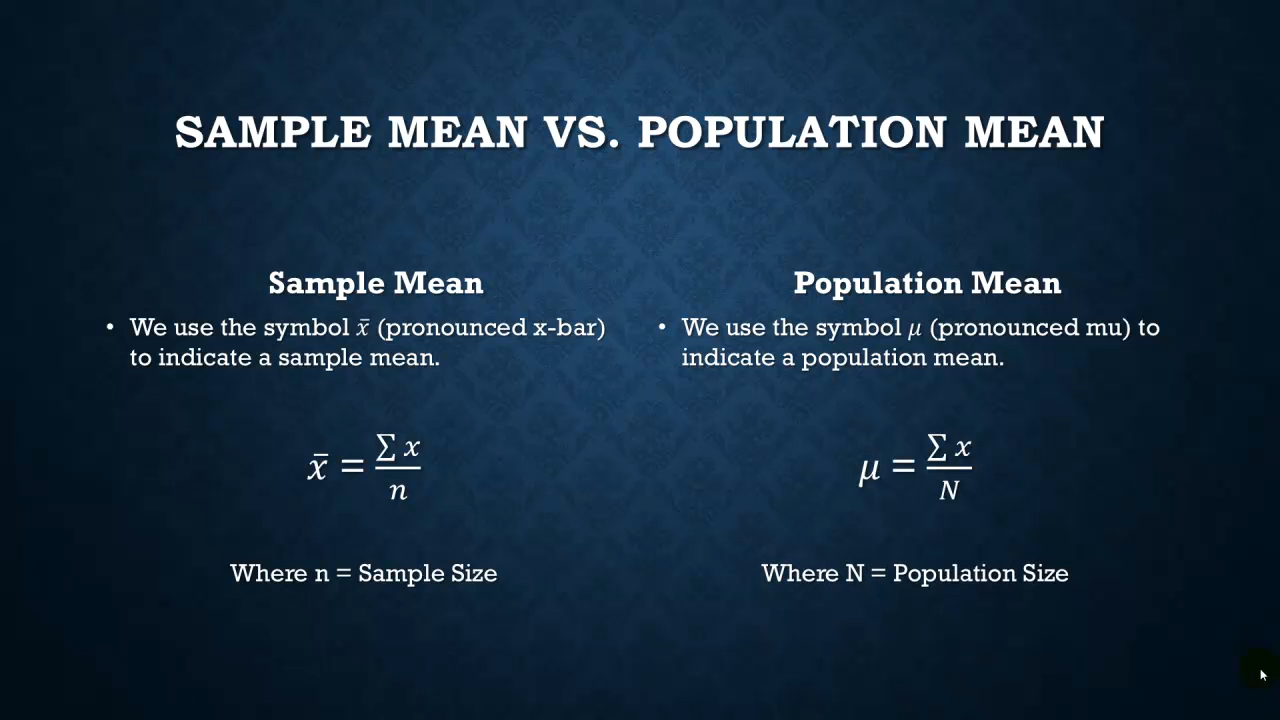 SAMPLE MEAN VS. POPULATION MEAN
Sample Mean
• We use the symbol x̄ (pronounced x-bar)
to indicate a sample mean.
x̄ = ∑ x / n
Where n = Sample Size
Population Mean
• We use the symbol μ (pronounced mu) to
indicate a population mean.
μ = ∑ x / N
Where N = Population Size